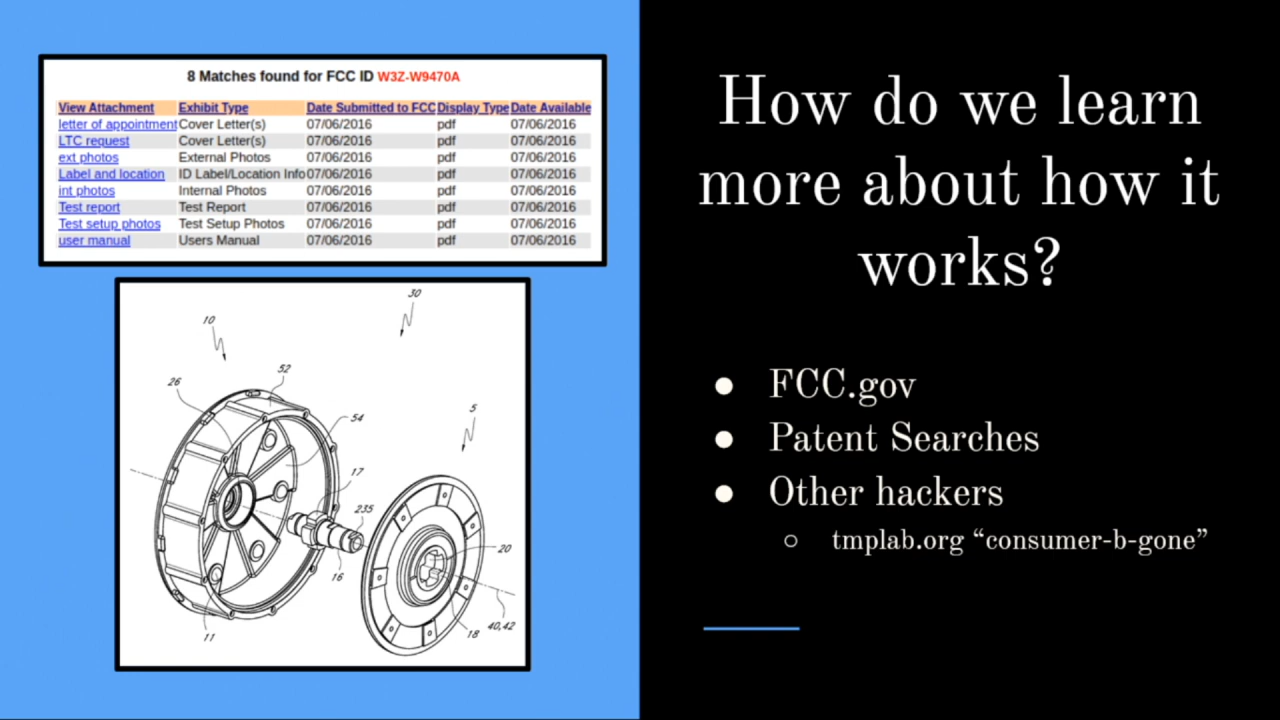 8 Matches found for FCC ID W3Z-W9470A
View Attachment Exhibit Type Date Submitted to FCC Display Type Date Available
letter of appointment Cover Letter(s) 07/06/2016 pdf 07/06/2016
LTC request Cover Letter(s) 07/06/2016 pdf 07/06/2016
ext photos External Photos 07/06/2016 pdf 07/06/2016
Label and location ID Label/Location Info 07/06/2016 pdf 07/06/2016
int photos Internal Photos 07/06/2016 pdf 07/06/2016
Test report Test Report 07/06/2016 pdf 07/06/2016
Test setup photos Test Setup Photos 07/06/2016 pdf 07/06/2016
user manual Users Manual 07/06/2016 pdf 07/06/2016
30
10
52
26
54
5
17
235
20
16
40,42
18
11
How do we learn
more about how it
works?
● FCC.gov
● Patent Searches
● Other hackers
○ tmplab.org “consumer-b-gone”